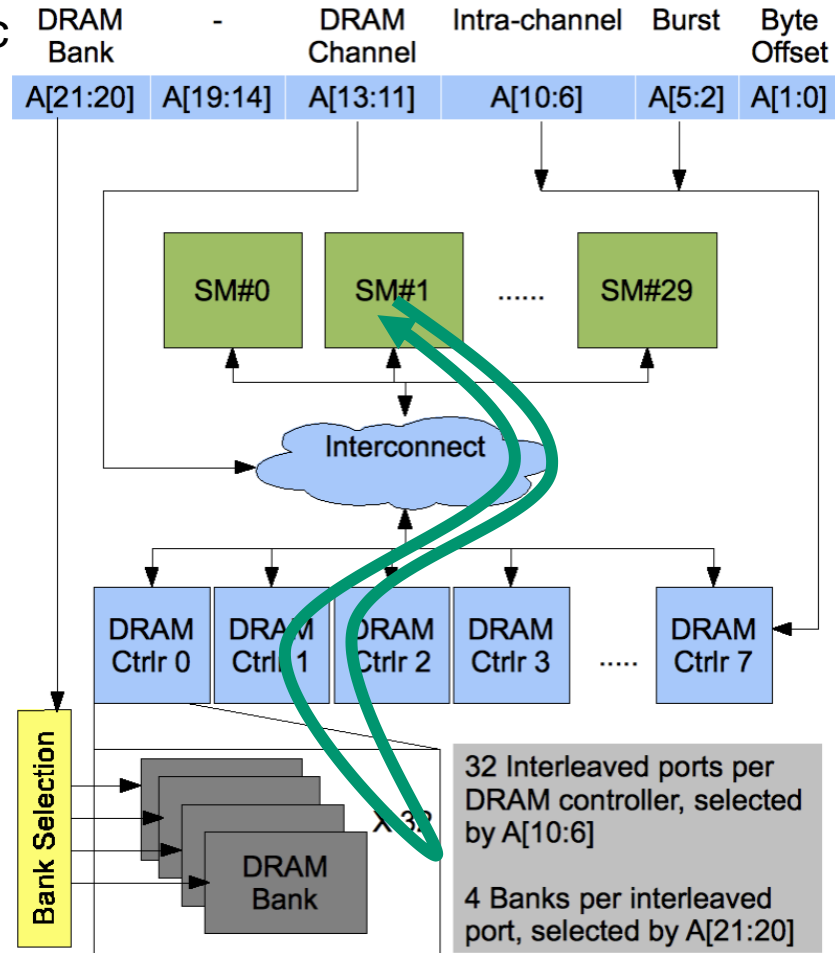 c
DRAM Bank
-
DRAM Channel
Intra-channel
Burst
Byte Offset
A[21:20]
A[19:14]
A[13:11]
A[10:6]
A[5:2]
A[1:0]
SM#0
SM#1
......
SM#29
Interconnect
DRAM
Ctrlr 0
DRAM
Ctrlr 1
DRAM
Ctrlr 2
DRAM
Ctrlr 3
.....
DRAM
Ctrlr 7
Bank Selection
X 32
DRAM
Bank
32 Interleaved ports per
DRAM controller, selected
by A[10:6]
4 Banks per interleaved
port, selected by A[21:20]